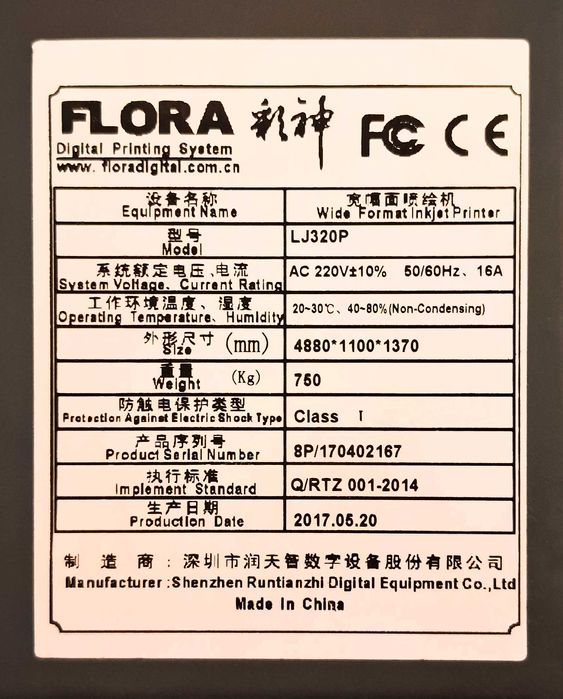 FLORA 彩神 FC CE
Digital Printing System
www. floradigital.com.cn
设备名称 宽幅面喷绘机
Equipment Name Wide Format Inkjet Printer
型号 LJ320P
Model
系统额定电压、电流 AC 220V±10% 50/60Hz、16A
System Voltage、Current Rating
工作环境温度、湿度 20~30℃、40~80%(Non-Condensing)
Operating Temperature、Humidity
外形尺寸 (mm) 4880*1100*1370
Size
重量 (Kg) 750
Weight
防触电保护类型 Class I
Protection Against Electric Shock Type
产品序列号 8P/170402167
Product Serial Number
执行标准 Q/RTZ 001-2014
Implement Standard
生产日期 2017.05.20
Production Date
制造商：深圳市润天智数字设备股份有限公司
Manufacturer :Shenzhen Runtianzhi Digital Equipment Co.,Ltd
Made In China